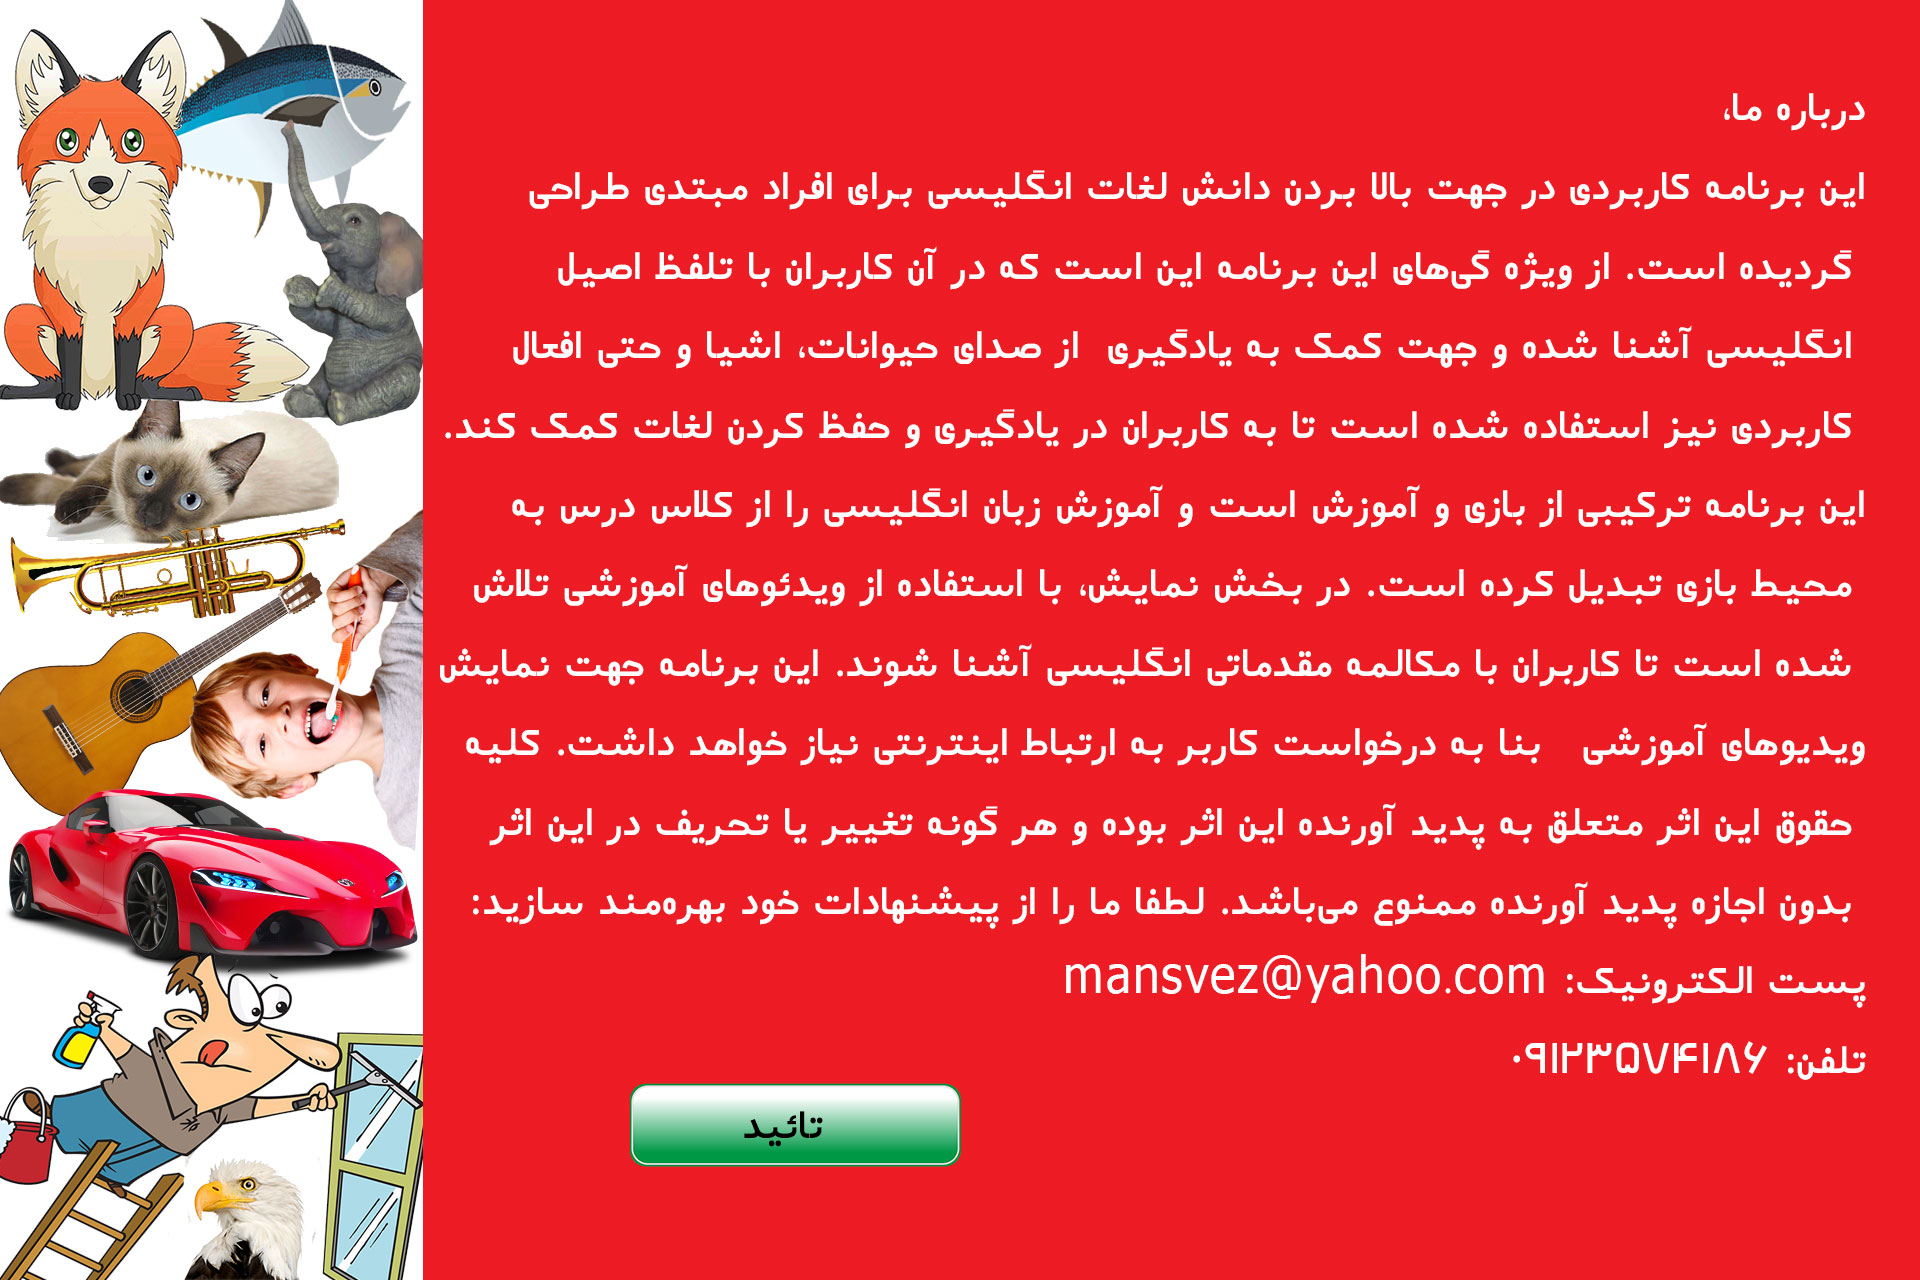 درباره ما،
این برنامه کاربردی در جهت بالا بردن دانش لغات انگلیسی برای افراد مبتدی طراحی
گردیده است. از ویژه گی‌های این برنامه این است که در آن کاربران با تلفظ اصیل
انگلیسی آشنا شده و جهت کمک به یادگیری از صدای حیوانات، اشیا و حتی افعال
کاربردی نیز استفاده شده است تا به کاربران در یادگیری و حفظ کردن لغات کمک کند.
این برنامه ترکیبی از بازی و آموزش است و آموزش زبان انگلیسی را از کلاس درس به
محیط بازی تبدیل کرده است. در بخش نمایش، با استفاده از ویدئوهای آموزشی تلاش
شده است تا کاربران با مکالمه مقدماتی انگلیسی آشنا شوند. این برنامه جهت نمایش
ویدیوهای آموزشی بنا به درخواست کاربر به ارتباط اینترنتی نیاز خواهد داشت. کلیه
حقوق این اثر متعلق به پدید آورنده این اثر بوده و هر گونه تغییر یا تحریف در این اثر
بدون اجازه پدید آورنده ممنوع می‌باشد. لطفا ما را از پیشنهادات خود بهره‌مند سازید:
پست الکترونیک: mansvez@yahoo.com
تلفن: ۰۹۱۲۳۵۷۴۱۸۶
تائید